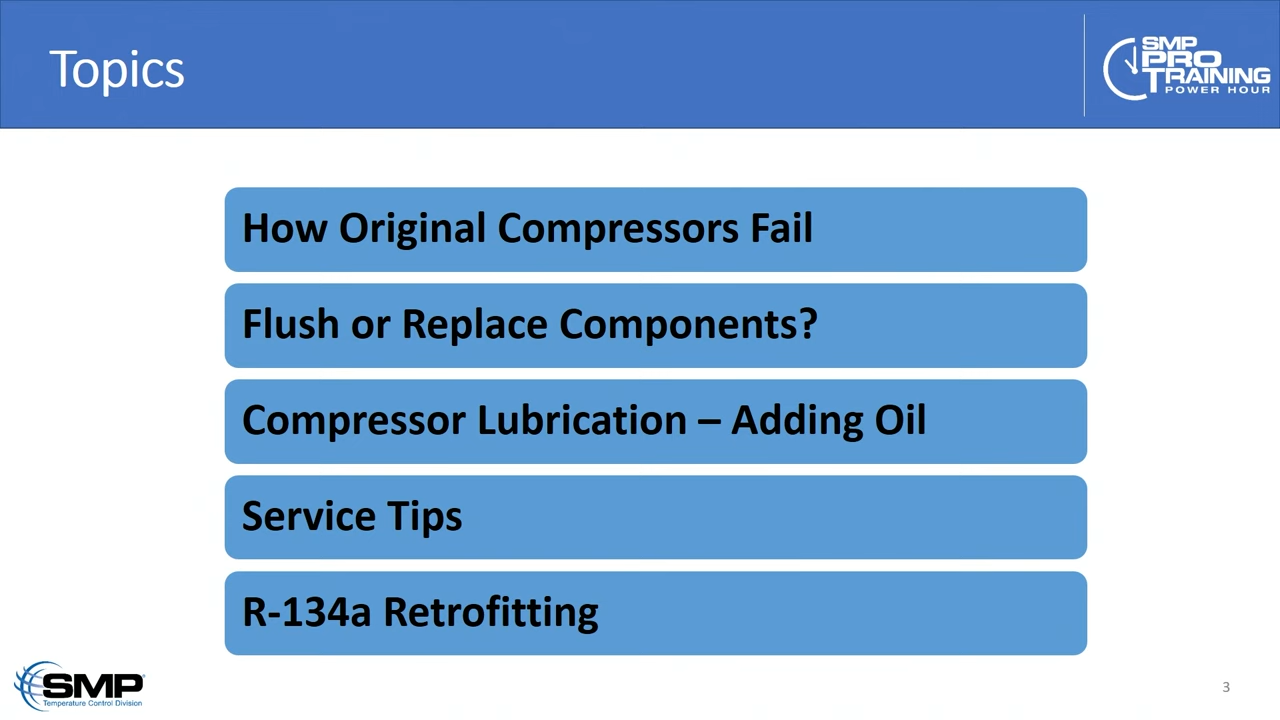 Topics
SMP
PRO
TRAINING
POWER HOUR
How Original Compressors Fail
Flush or Replace Components?
Compressor Lubrication – Adding Oil
Service Tips
R-134a Retrofitting
SMP
Temperature Control Division
3